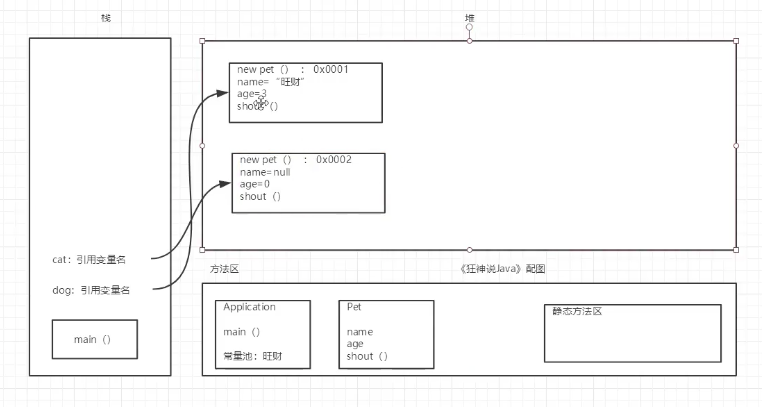 栈
堆
new pet（）： 0x0001
name= “旺财”
age=3
shout（）
new pet（）： 0x0002
name=null
age=0
shout（）
cat：引用变量名
dog：引用变量名
main（）
方法区
《狂神说Java》配图
Application
main（）
常量池：旺财
Pet
name
age
shout（）
静态方法区